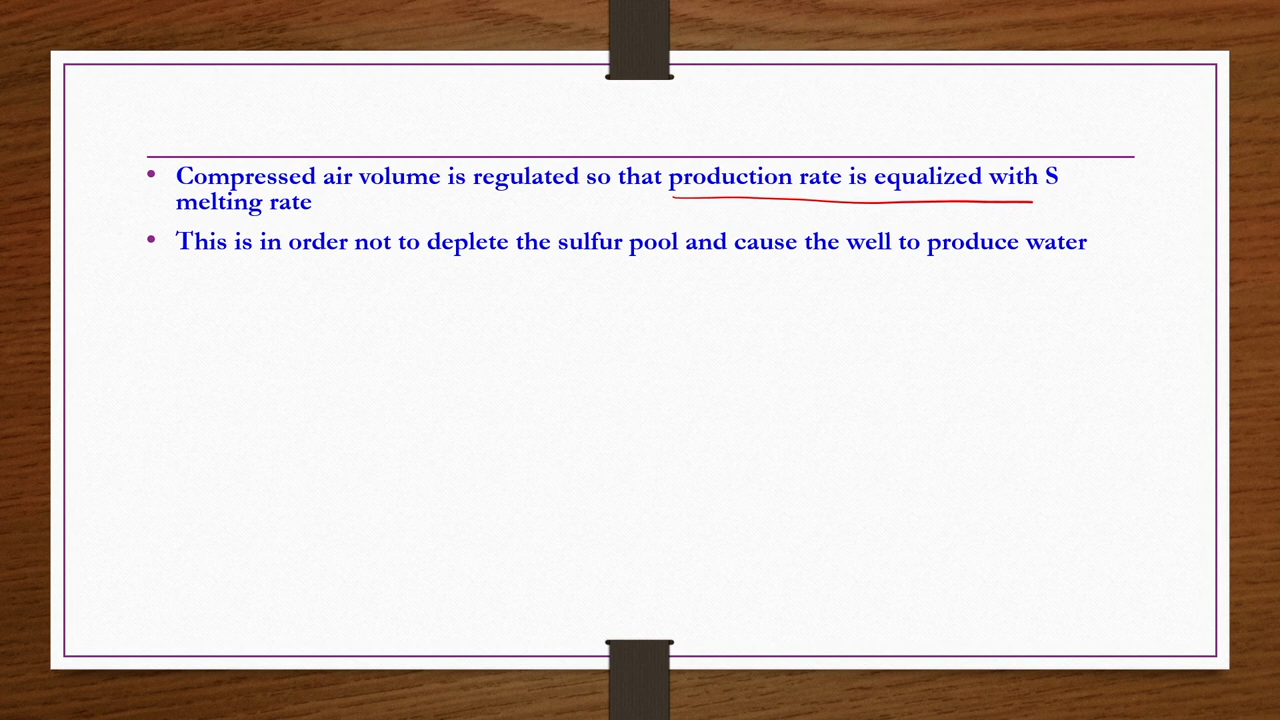 • Compressed air volume is regulated so that production rate is equalized with S
melting rate
• This is in order not to deplete the sulfur pool and cause the well to produce water